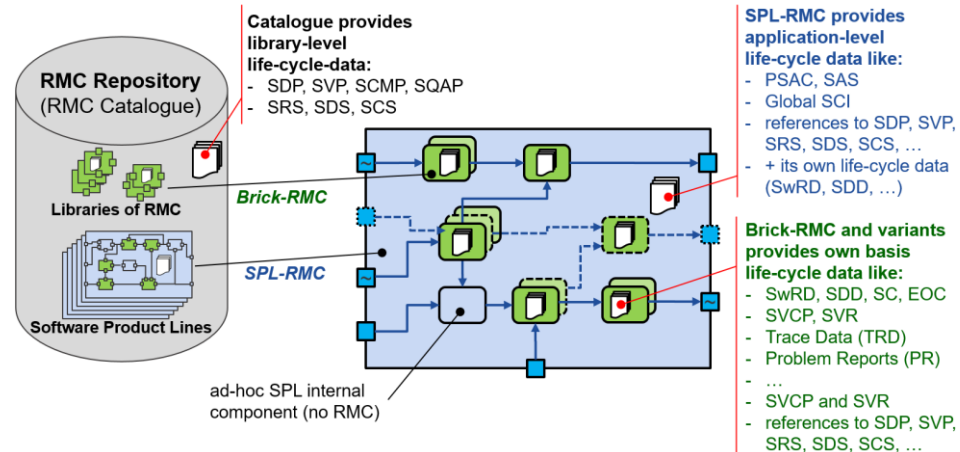 Catalogue provides
library-level
life-cycle-data:
- SDP, SVP, SCMP, SQAP
- SRS, SDS, SCS
RMC Repository
(RMC Catalogue)
Libraries of RMC
Software Product Lines
Brick-RMC
SPL-RMC
ad-hoc SPL internal
component (no RMC)
~
~
~
SPL-RMC provides
application-level
life-cycle data like:
- PSAC, SAS
- Global SCI
- references to SDP, SVP,
SRS, SDS, SCS, …
- + its own life-cycle data
(SwRD, SDD, …)
Brick-RMC and variants
provides own basis
life-cycle data like:
- SwRD, SDD, SC, EOC
- SVCP, SVR
- Trace Data (TRD)
- Problem Reports (PR)
- …
- SVCP and SVR
- references to SDP, SVP,
SRS, SDS, SCS, …